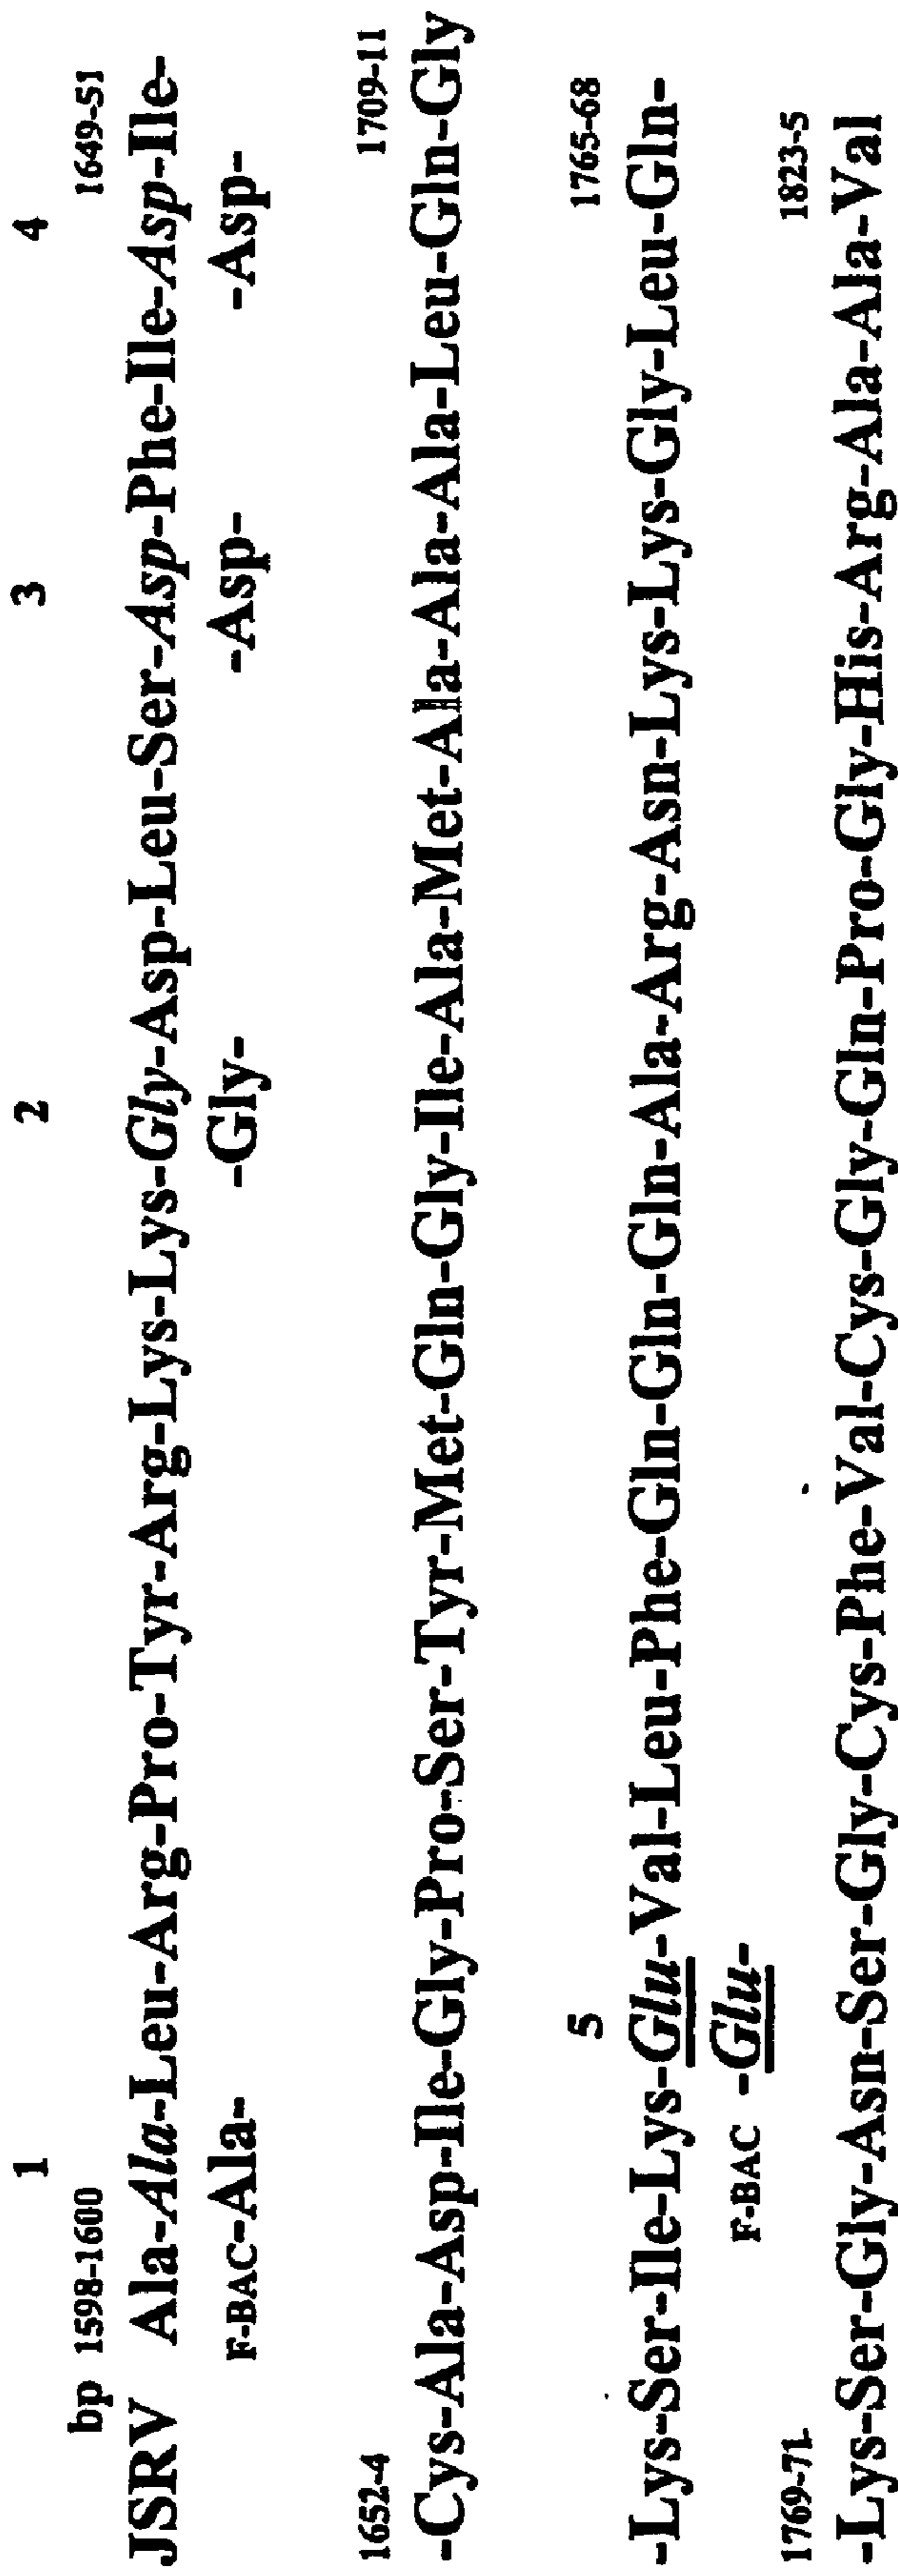 1 2 3 4
bp 1598-1600 1649-51
JSRV Ala-Ala-Leu-Arg-Pro-Tyr-Arg-Lys-Lys-Gly-Asp-Leu-Ser-Asp-Phe-Ile-Asp-Ile-
F-BAC-Ala- -Gly- -Asp- -Asp-
1652-4 1709-11
-Cys-Ala-Asp-Ile-Gly-Pro-Ser-Tyr-Met-Gln-Gly-Ile-Ala-Met-Ala-Ala-Ala-Ala-Leu-Gln-Gly
5 1765-68
-Lys-Ser-Ile-Lys-Glu-Val-Leu-Phe-Gln-Gln-Gln-Ala-Arg-Asn-Lys-Lys-Gly-Leu-Gln-
F-BAC -Glu-
1769-71 1823-5
-Lys-Ser-Gly-Asn-Ser-Gly-Cys-Phe-Val-Cys-Gly-Gln-Pro-Gly-His-Arg-Ala-Ala-Val